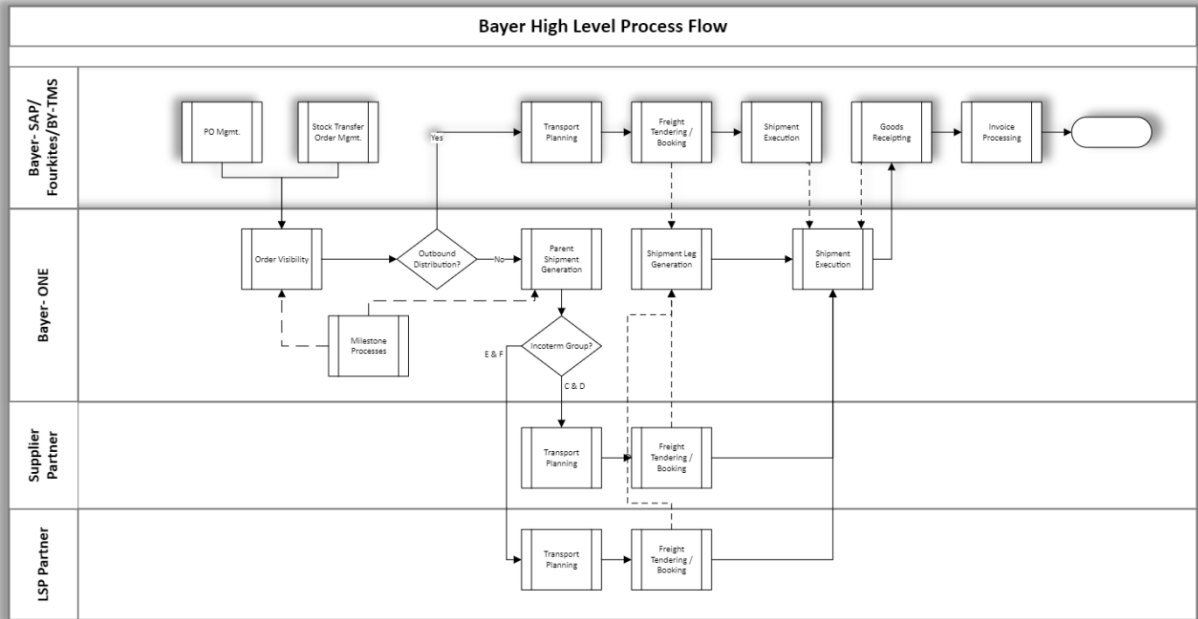 Bayer High Level Process Flow
Bayer- SAP/
Fourkites/BY-TMS
PO Mgmt.
Stock Transfer
Order Mgmt.
Yes
Transport
Planning
Freight
Tendering /
Booking
Shipment
Execution
Goods
Receipting
Invoice
Processing
Bayer- ONE
Order Visibility
Outbound
Distribution?
No
Parent
Shipment
Generation
Shipment Leg
Generation
Shipment
Execution
Milestone
Processes
Incoterm Group?
E & F
C & D
Supplier
Partner
Transport
Planning
Freight
Tendering /
Booking
LSP Partner
Transport
Planning
Freight
Tendering /
Booking